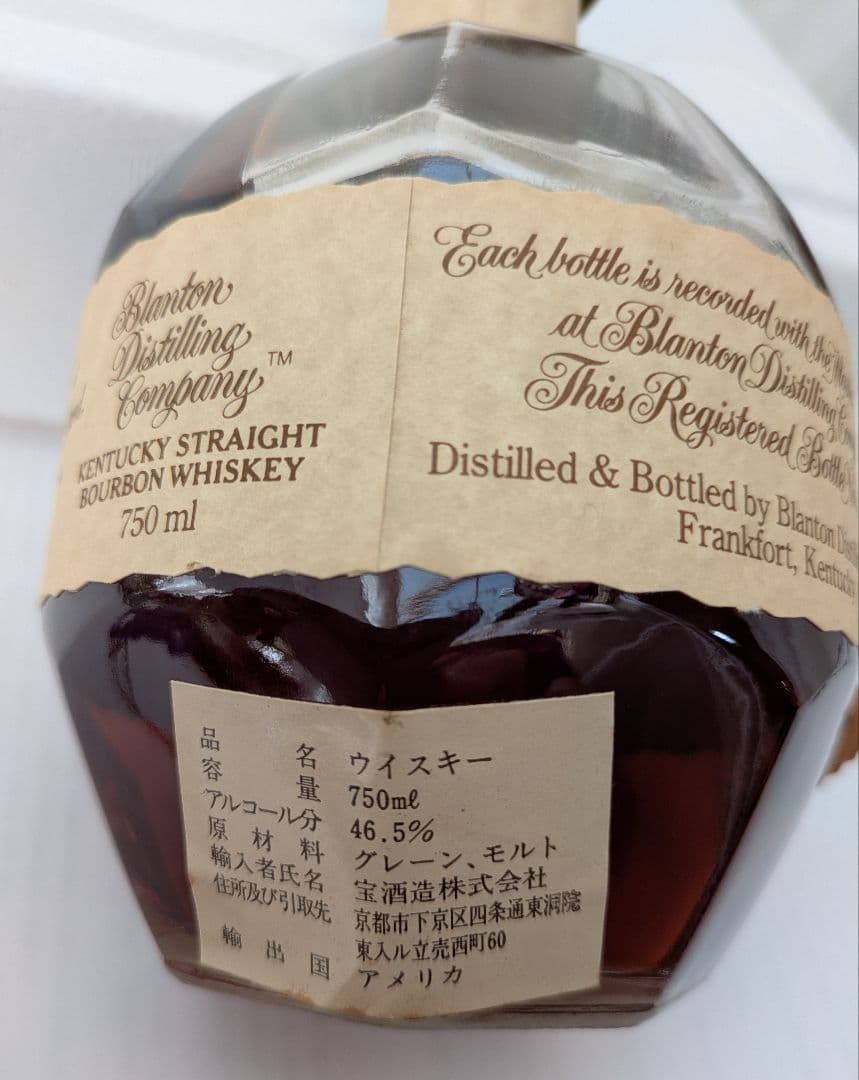 Blanton
Distilling
Company™
KENTUCKY STRAIGHT
BOURBON WHISKEY
750 ml
Each bottle is recorded with the
at Blanton Distilling
This Registered Bottle
Distilled & Bottled by Blanton
Frankfort, Kentucky
品名 ウイスキー
容量 750mℓ
アルコール分 46.5%
原材料 グレーン、モルト
輸入者氏名 宝酒造株式会社
住所及び引取先 京都市下京区四条通東洞院
東入ル立売西町60
輸出国 アメリカ